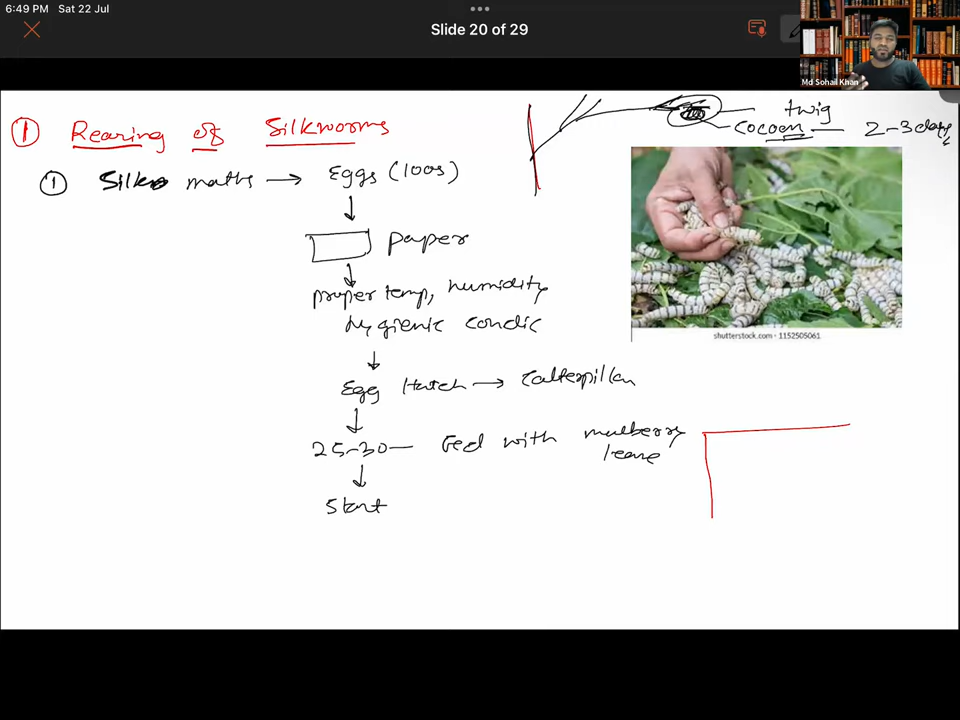 6:49 PM Sat 22 Jul
Slide 20 of 29
Md Sohail Khan
① Rearing of Silkworms
twig
cocoon — 2-3 days
① Silk moths → Eggs (100s)
paper
proper temp, humidity
hygienic condic
shutterstock.com · 1152505061
Egg Hatch → Catterpillar
25-30 — Fed with mulberry
leave
Start